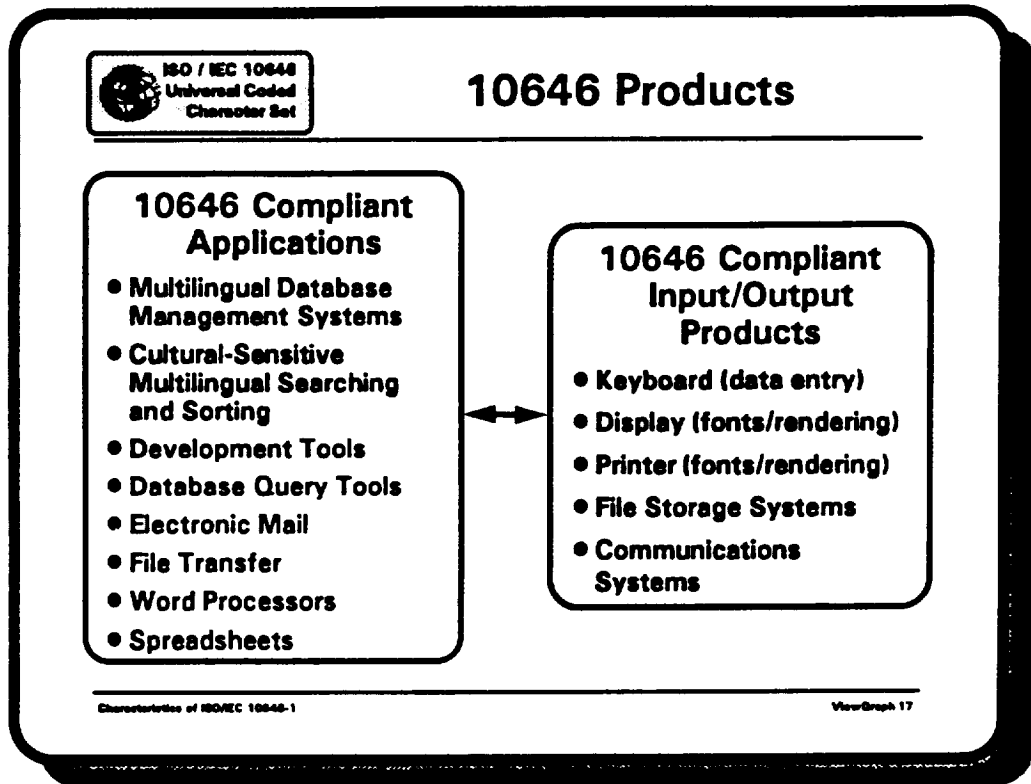 ISO / IEC 10646
Universal Coded
Character Set
10646 Products
10646 Compliant
Applications
• Multilingual Database
Management Systems
• Cultural-Sensitive
Multilingual Searching
and Sorting
• Development Tools
• Database Query Tools
• Electronic Mail
• File Transfer
• Word Processors
• Spreadsheets
10646 Compliant
Input/Output
Products
• Keyboard (data entry)
• Display (fonts/rendering)
• Printer (fonts/rendering)
• File Storage Systems
• Communications
Systems
Characteristics of ISO/IEC 10646-1
ViewGraph 17